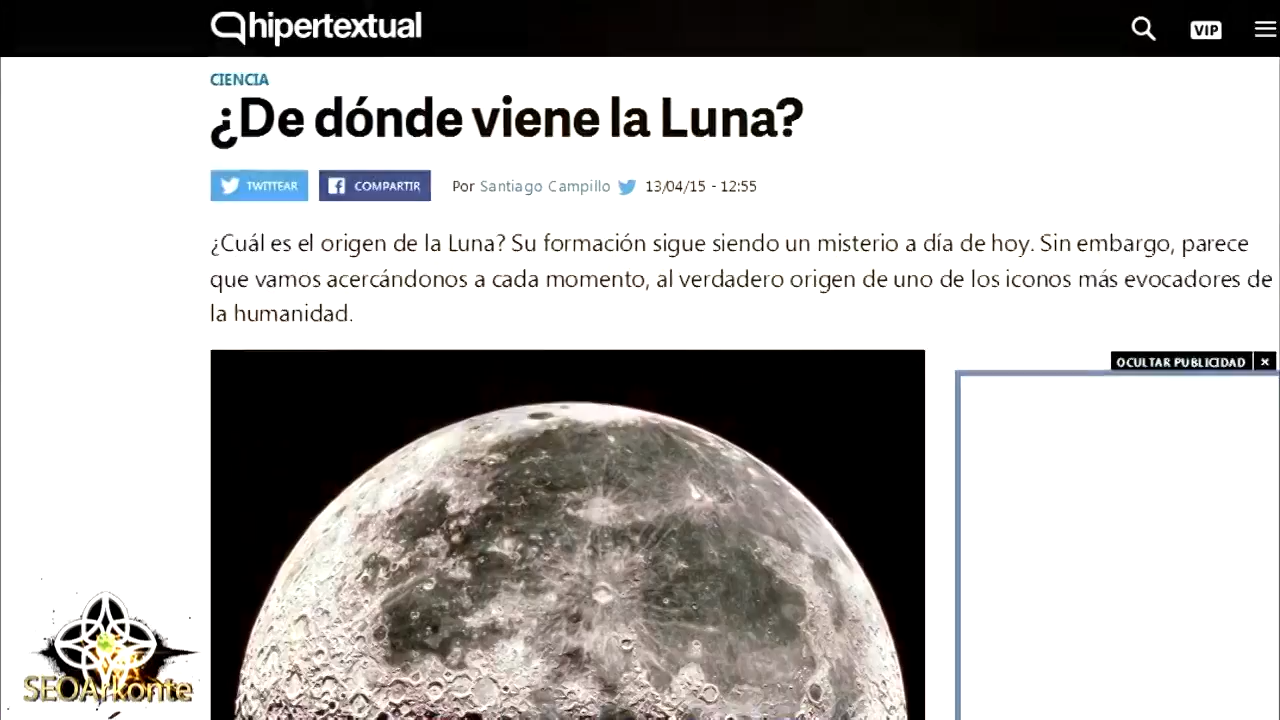 hipertextual
VIP
CIENCIA
¿De dónde viene la Luna?
TWITTEAR
COMPARTIR
Por Santiago Campillo 13/04/15 - 12:55
¿Cuál es el origen de la Luna? Su formación sigue siendo un misterio a día de hoy. Sin embargo, parece
que vamos acercándonos a cada momento, al verdadero origen de uno de los iconos más evocadores de
la humanidad.
OCULTAR PUBLICIDAD ×
SEOArkonte